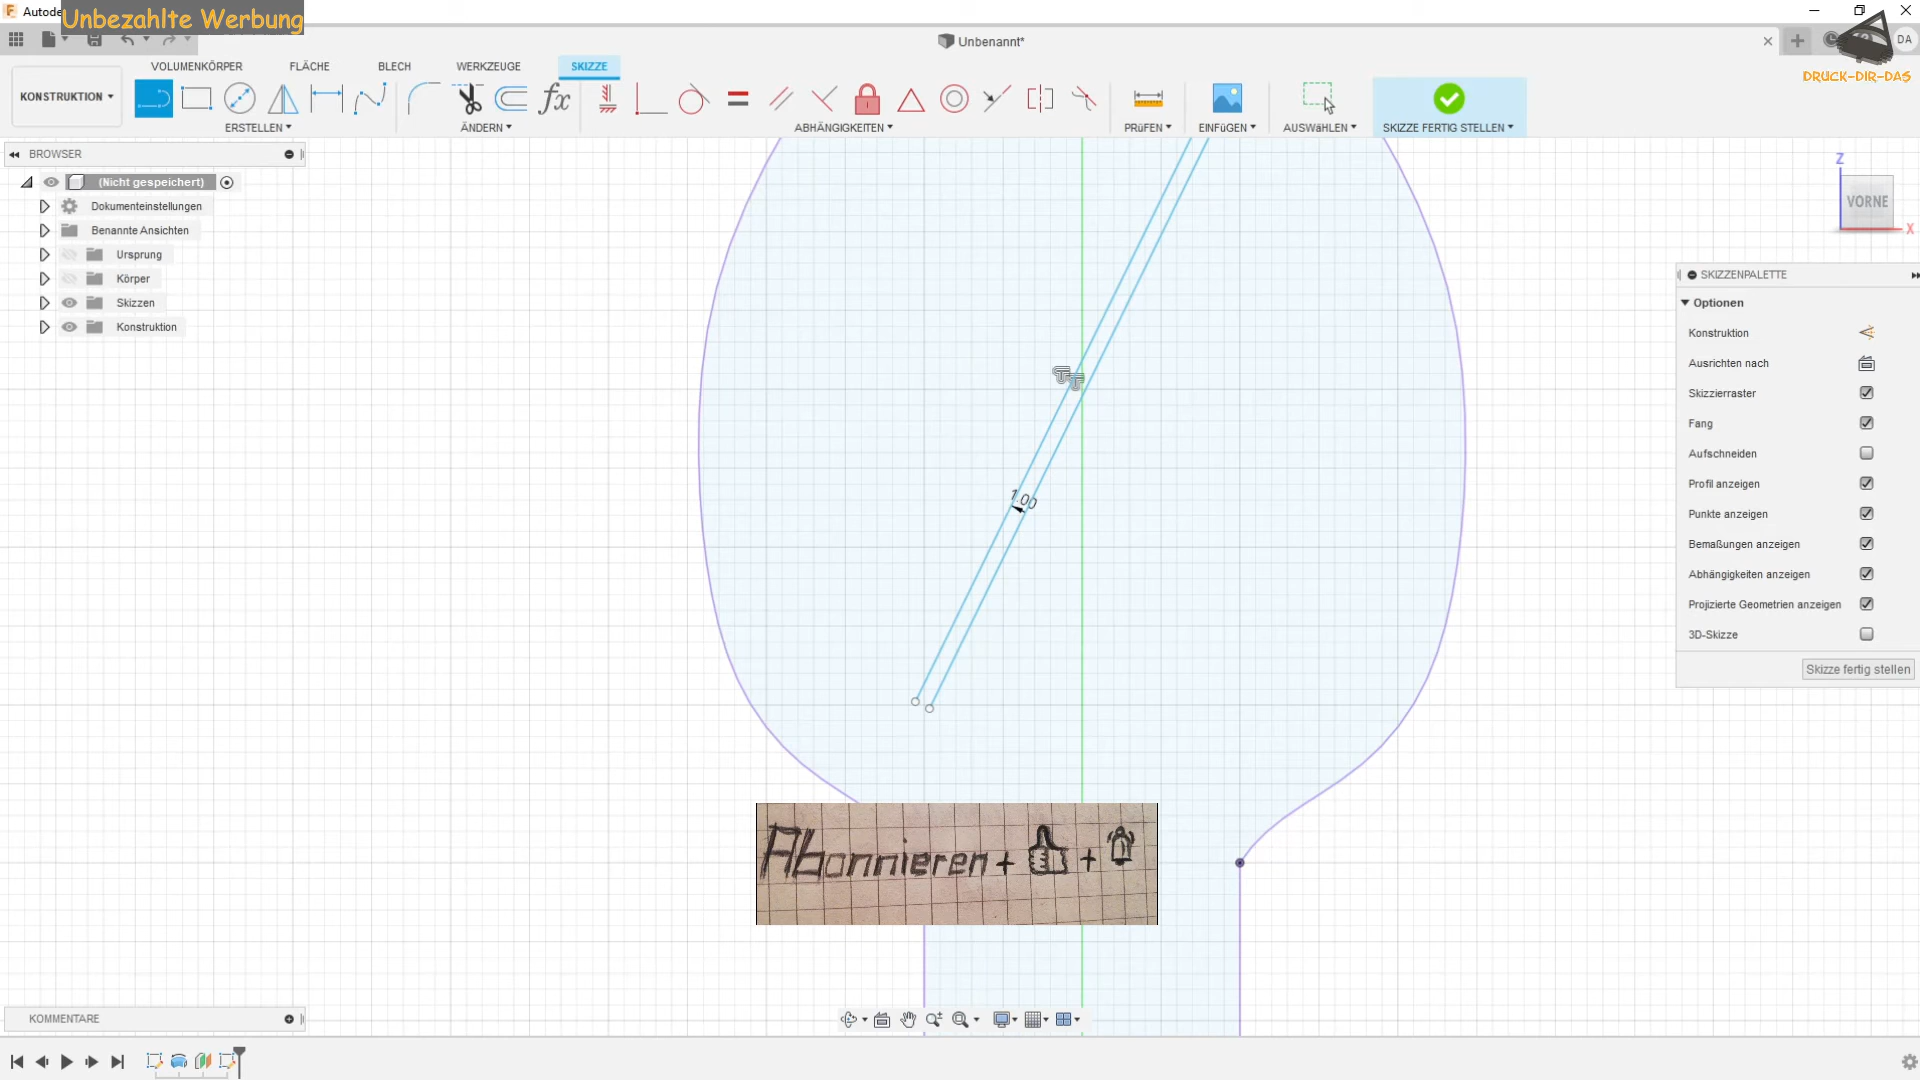 Autode
Unbezahlte Werbung
Unbenannt*
DA
DRUCK-DIR-DAS
VOLUMENKÖRPER
FLÄCHE
BLECH
WERKZEUGE
SKIZZE
KONSTRUKTION
fx
ERSTELLEN
ÄNDERN
ABHÄNGIGKEITEN
PRÜFEN
EINFÜGEN
AUSWÄHLEN
SKIZZE FERTIG STELLEN
BROWSER
(Nicht gespeichert)
Dokumenteinstellungen
Benannte Ansichten
Ursprung
Körper
Skizzen
Konstruktion
Z
VORNE
X
SKIZZENPALETTE
Optionen
Konstruktion
Ausrichten nach
Skizzierraster
Fang
Aufschneiden
Profil anzeigen
Punkte anzeigen
Bemaßungen anzeigen
Abhängigkeiten anzeigen
Projizierte Geometrien anzeigen
3D-Skizze
Skizze fertig stellen
1.00
Abonnieren + +
KOMMENTARE